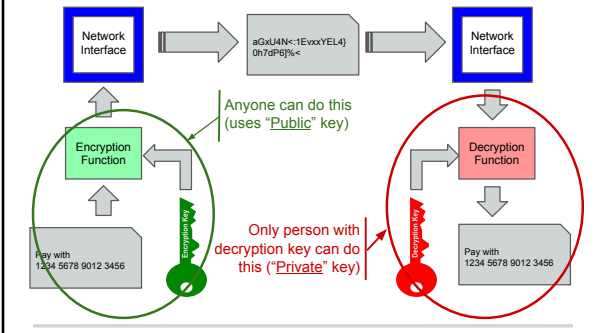 Network
Interface
aGxU4N<:1EvxxYEL4}
0h7dP6]%<
Network
Interface
Anyone can do this
(uses “Public” key)
Encryption
Function
Decryption
Function
Encryption Key
Decryption Key
Only person with
decryption key can do
this (“Private” key)
Pay with
1234 5678 9012 3456
Pay with
1234 5678 9012 3456